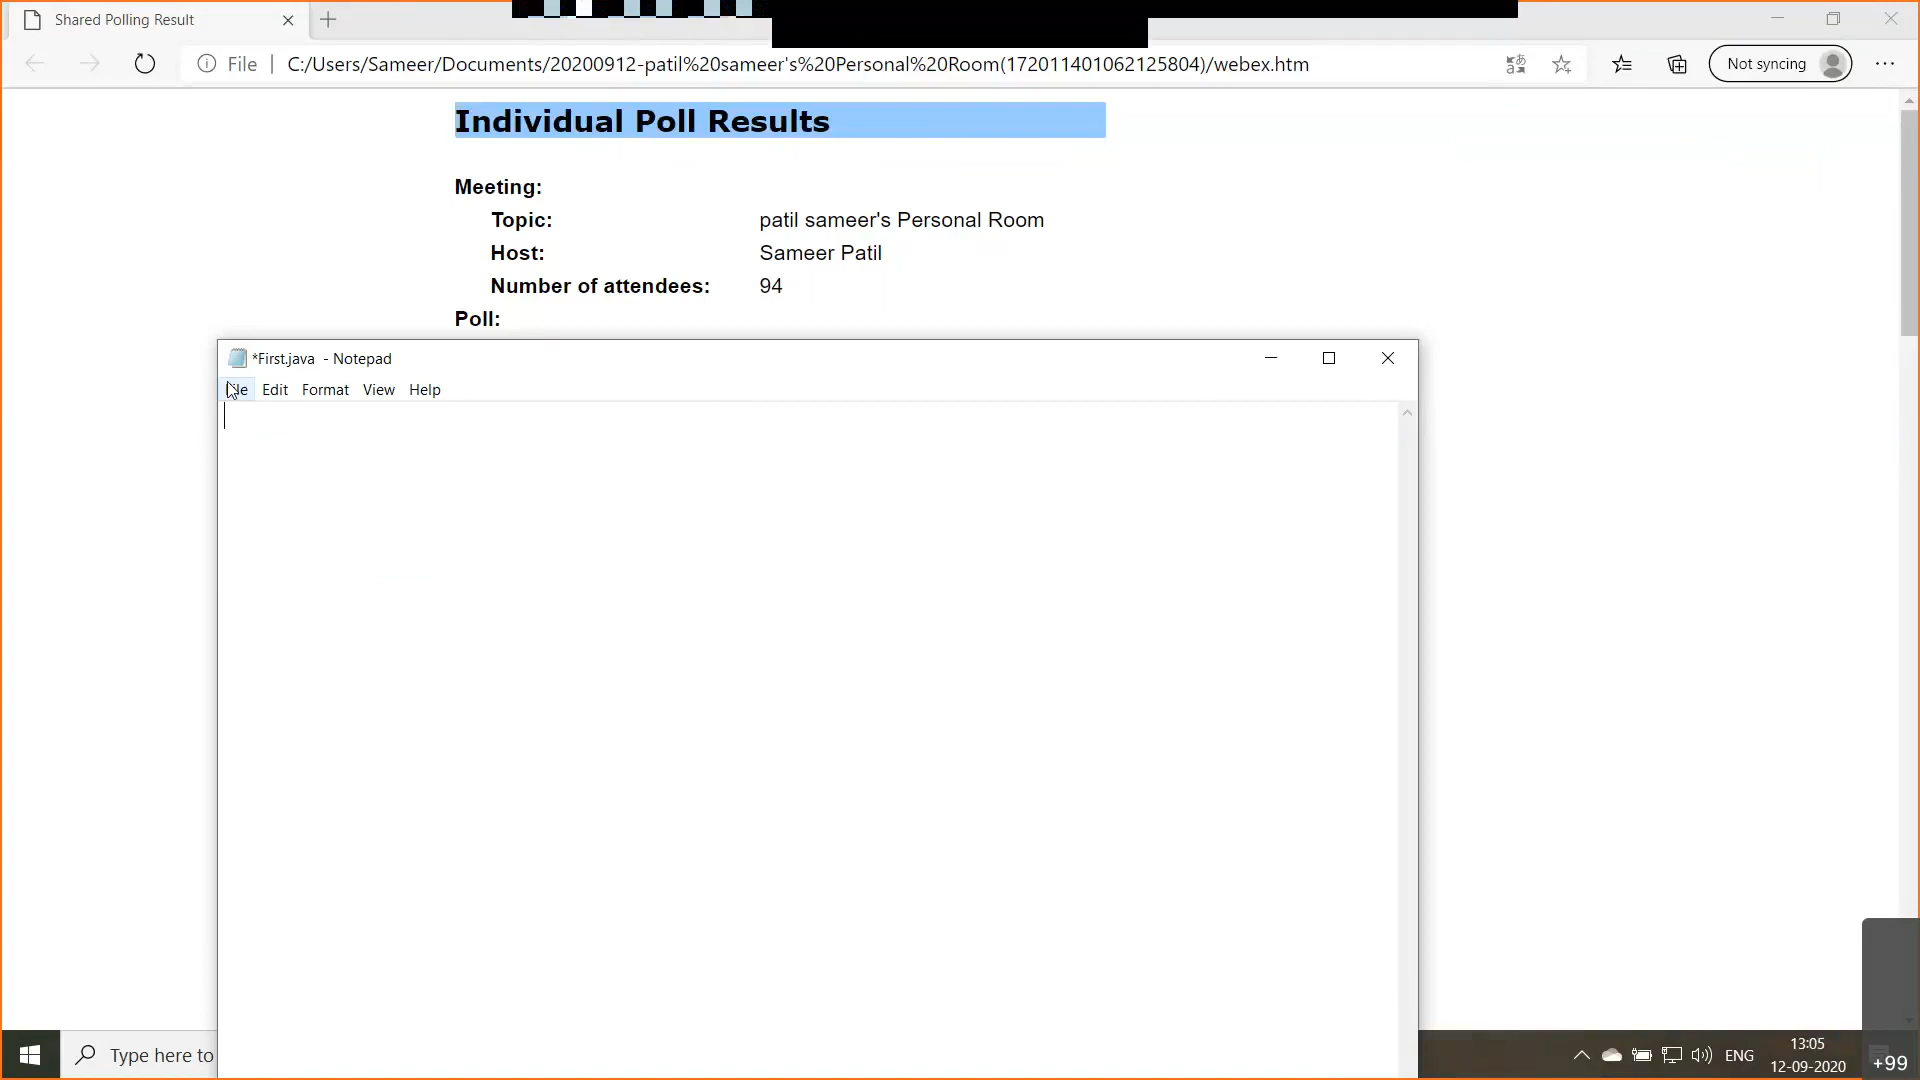 Shared Polling Result
File | C:/Users/Sameer/Documents/20200912-patil%20sameer's%20Personal%20Room(172011401062125804)/webex.htm
Not syncing
Individual Poll Results
Meeting:
Topic: patil sameer's Personal Room
Host: Sameer Patil
Number of attendees: 94
Poll:
*First.java - Notepad
Edit Format View Help
Type here to
ENG
13:05
12-09-2020
+99